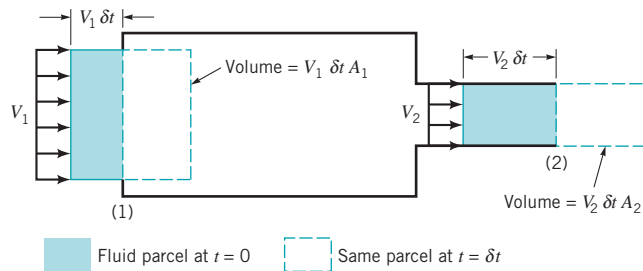 V₁ δt
V₂ δt
Volume = V₁ δt A₁
V₁
V₂
(1)
(2)
Volume = V₂ δt A₂
Fluid parcel at t = 0
Same parcel at t = δt